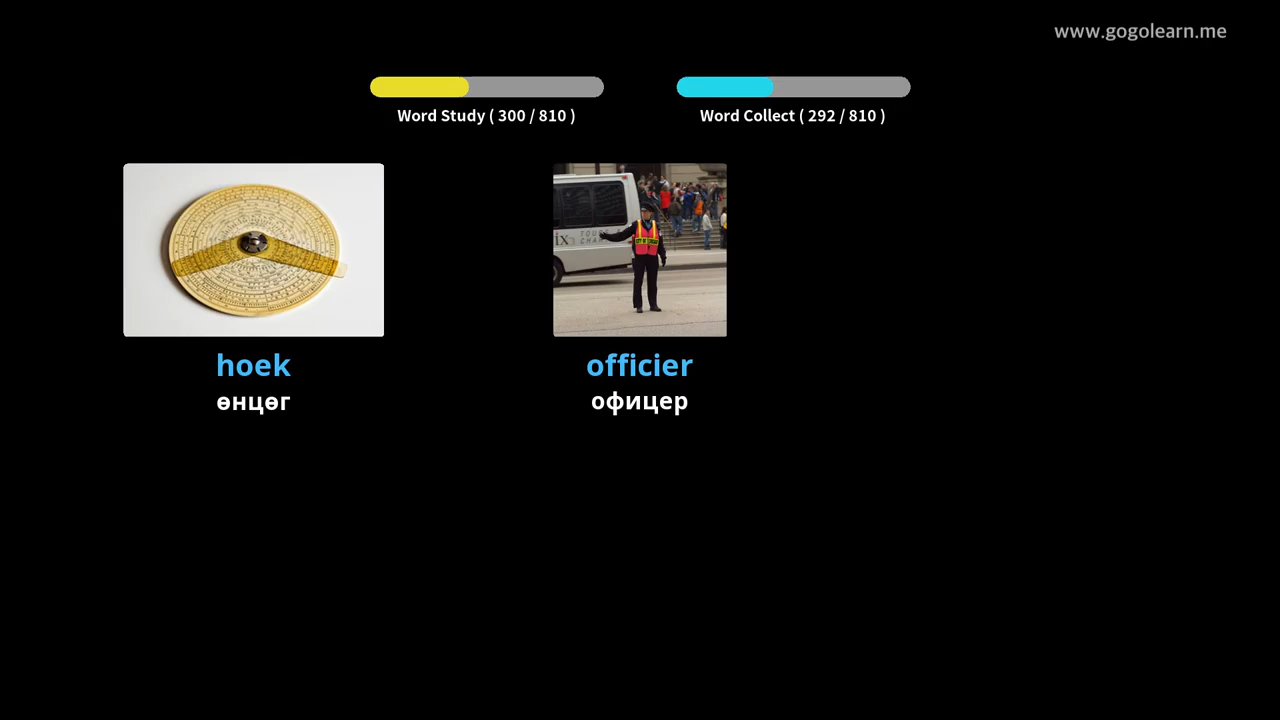 www.gogolearn.me
Word Study ( 300 / 810 )
Word Collect ( 292 / 810 )
hoek
өнцөг
officier
офицер